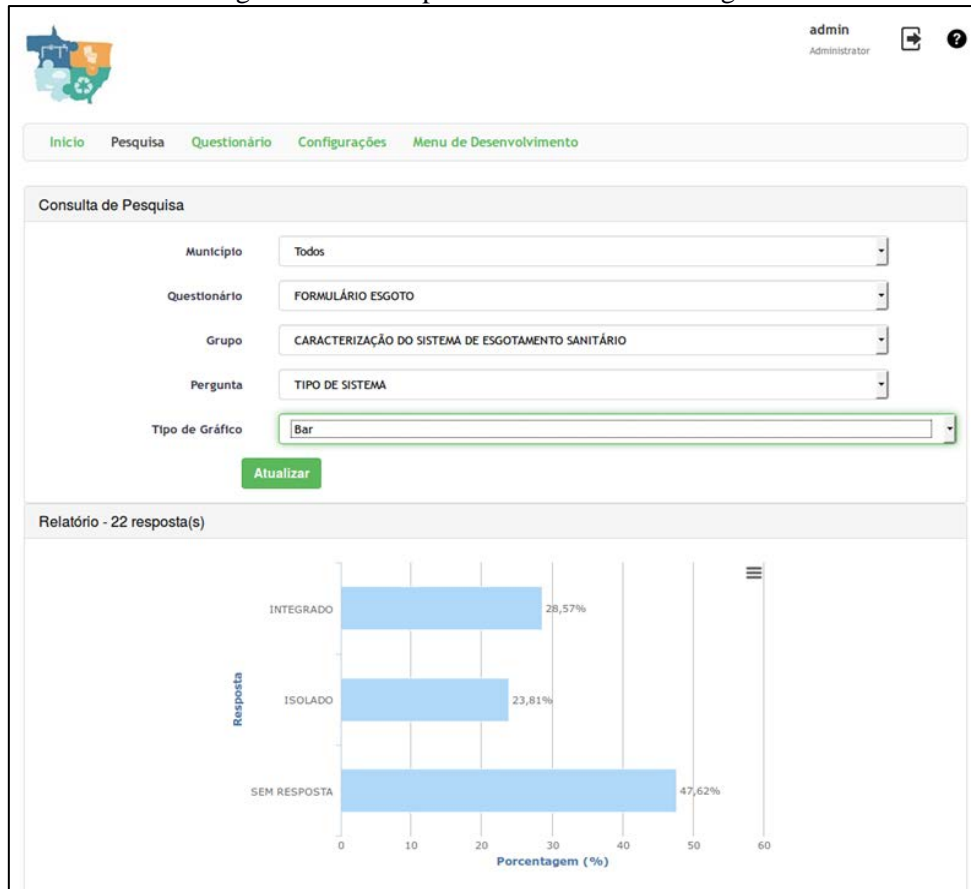 admin
Administrator
Início Pesquisa Questionário Configurações Menu de Desenvolvimento
Consulta de Pesquisa
Município Todos
Questionário FORMULÁRIO ESGOTO
Grupo CARACTERIZAÇÃO DO SISTEMA DE ESGOTAMENTO SANITÁRIO
Pergunta TIPO DE SISTEMA
Tipo de Gráfico Bar
Atualizar
Relatório - 22 resposta(s)
INTEGRADO 28,57%
ISOLADO 23,81%
SEM RESPOSTA 47,62%
Resposta
0 10 20 30 40 50 60
Porcentagem (%)